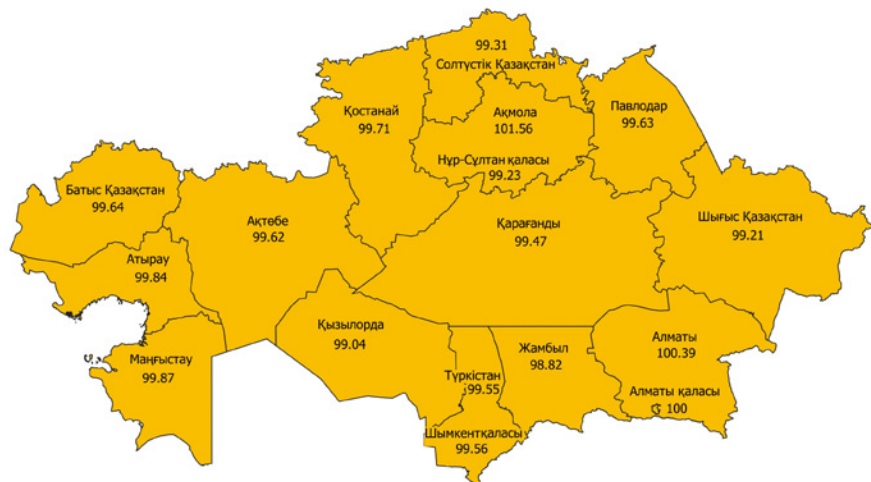 99.31
Солтүстік Қазақстан
Қостанай
99.71
Ақмола
101.56
Павлодар
99.63
Нұр-Сұлтан қаласы
99.23
Батыс Қазақстан
99.64
Ақтөбе
99.62
Қарағанды
99.47
Шығыс Қазақстан
99.21
Атырау
99.84
Қызылорда
99.04
Жамбыл
98.82
Алматы
100.39
Маңғыстау
99.87
Түркістан
99.55
Алматы қаласы
100
Шымкентқаласы
99.56